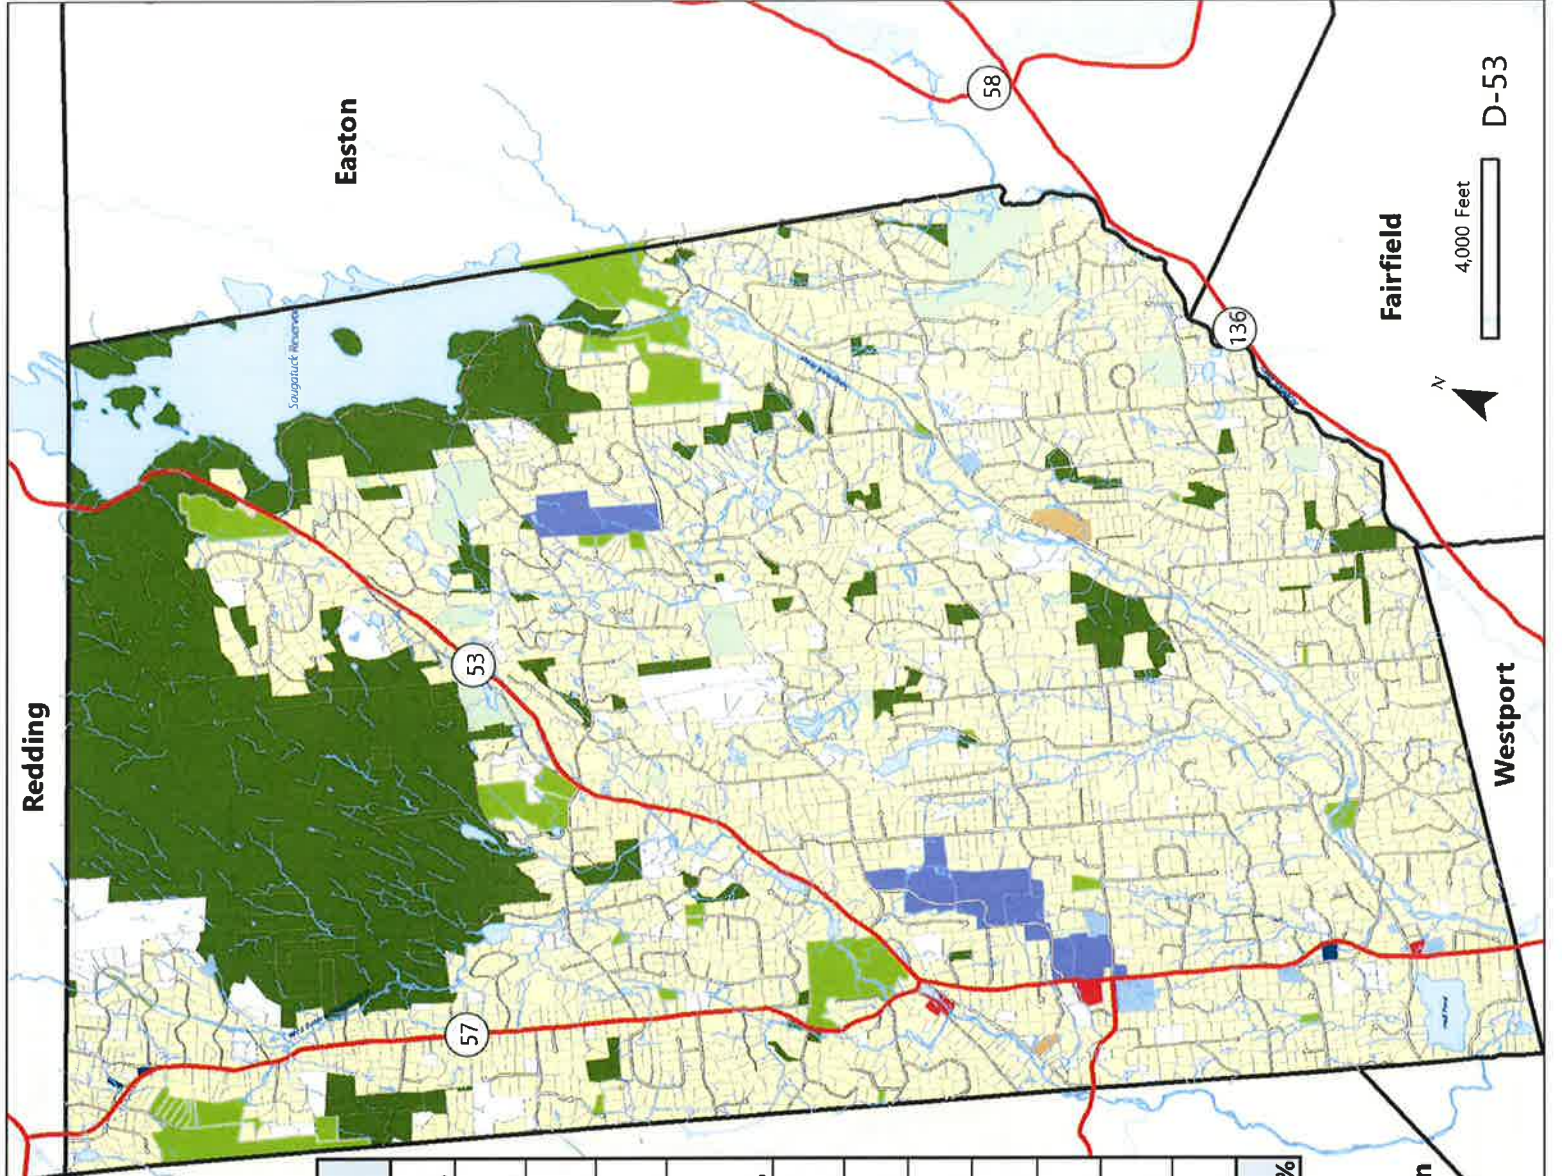 Redding
Easton
58
Saugatuck Reservoir
53
57
136
Fairfield
N
4,000 Feet
D-53
Westport
n
%